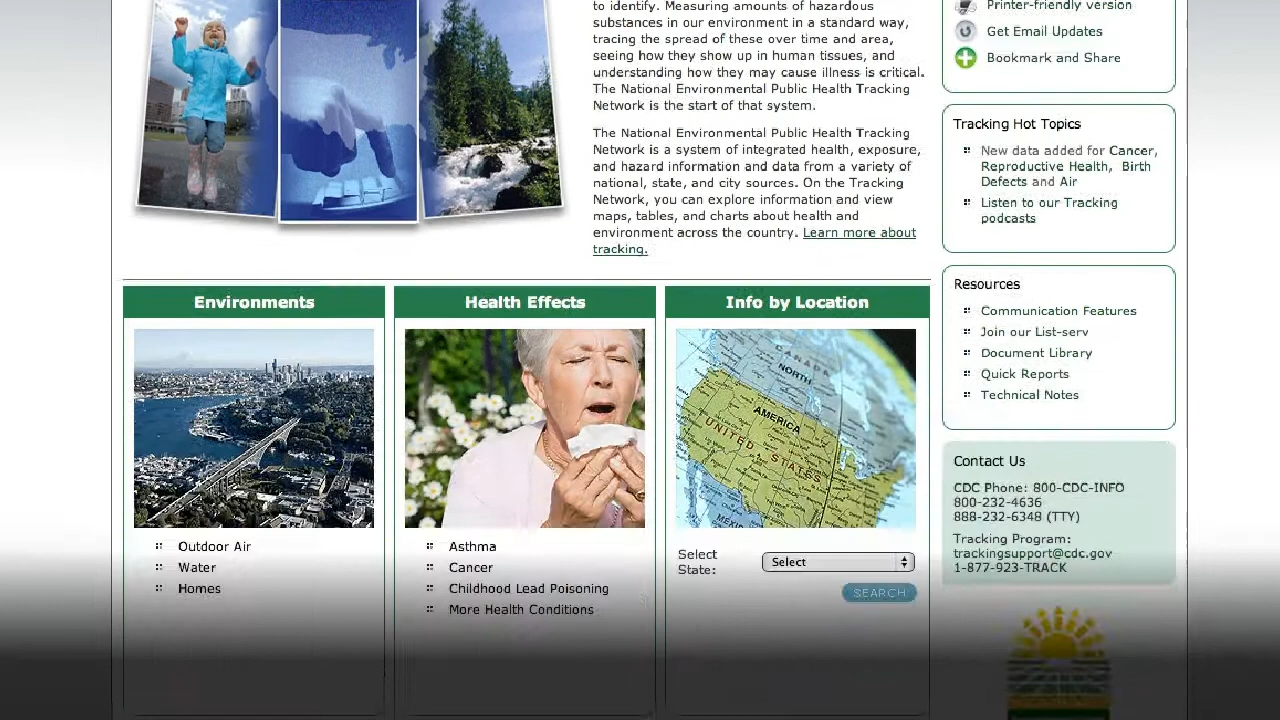 to identify. Measuring amounts of hazardous
substances in our environment in a standard way,
tracing the spread of these over time and area,
seeing how they show up in human tissues, and
understanding how they may cause illness is critical.
The National Environmental Public Health Tracking
Network is the start of that system.
The National Environmental Public Health Tracking
Network is a system of integrated health, exposure,
and hazard information and data from a variety of
national, state, and city sources. On the Tracking
Network, you can explore information and view
maps, tables, and charts about health and
environment across the country. Learn more about
tracking.
Printer-friendly version
Get Email Updates
Bookmark and Share
Tracking Hot Topics
New data added for Cancer,
Reproductive Health, Birth
Defects and Air
Listen to our Tracking
podcasts
Resources
Communication Features
Join our List-serv
Document Library
Quick Reports
Technical Notes
Contact Us
CDC Phone: 800-CDC-INFO
800-232-4636
888-232-6348 (TTY)
Tracking Program:
trackingsupport@cdc.gov
1-877-923-TRACK
Environments
Outdoor Air
Water
Homes
Health Effects
Asthma
Cancer
Childhood Lead Poisoning
More Health Conditions
Info by Location
CANADA
NORTH
AMERICA
UNITED STATES
MEXICO
Select
State:
Select
SEARCH